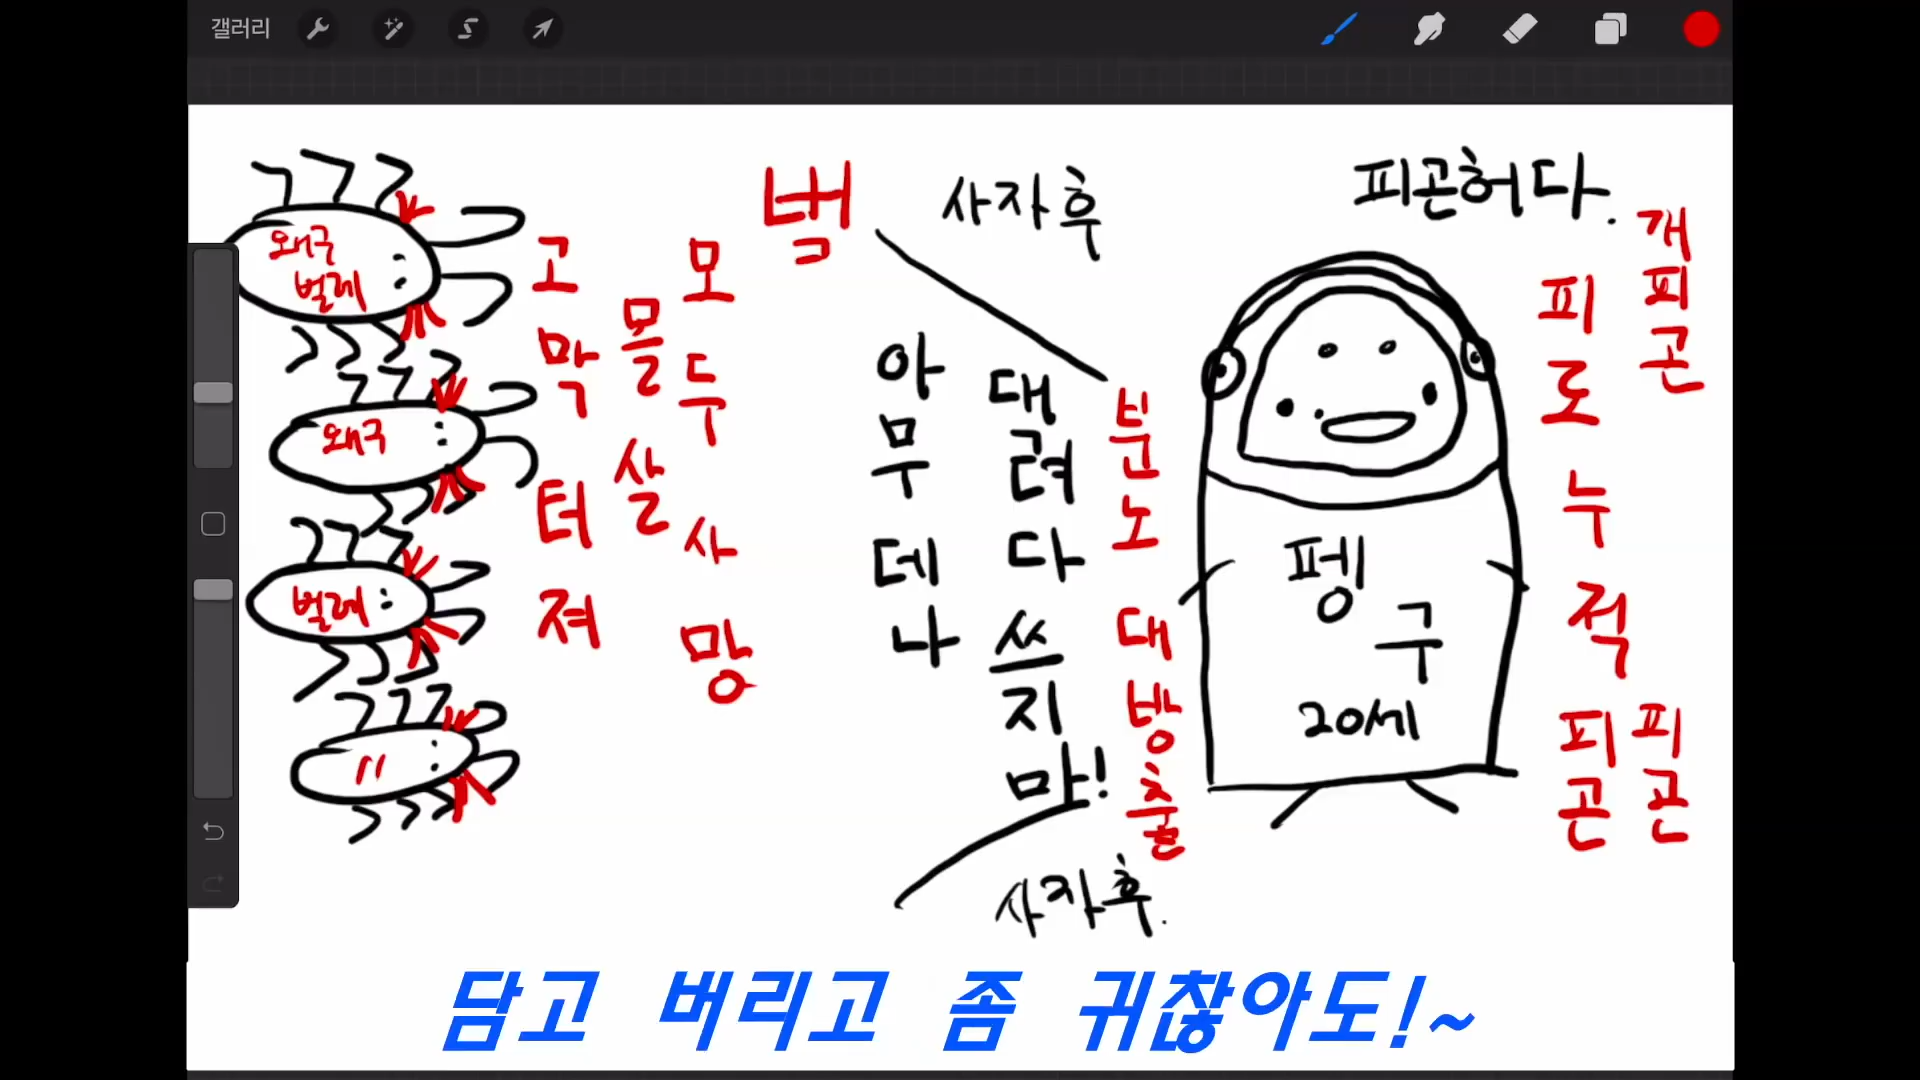 갤러리
왜구
벌레
왜구
벌레
〃
고막 터져
몰살
모두 사망
벌
사자후
아무데나
대려다 쓰지마!
분노 대방출
사자후.
피곤허다.
펭구
20세
피로누적
피곤
개피곤
피곤
담고 버리고 좀 귀찮아도!~